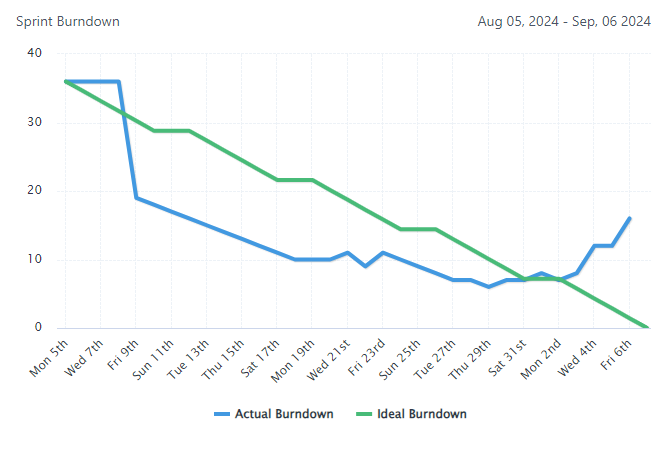 Sprint Burndown
Aug 05, 2024 - Sep, 06 2024
40
30
20
10
0
Mon 5th
Wed 7th
Fri 9th
Sun 11th
Tue 13th
Thu 15th
Sat 17th
Mon 19th
Wed 21st
Fri 23rd
Sun 25th
Tue 27th
Thu 29th
Sat 31st
Mon 2nd
Wed 4th
Fri 6th
Actual Burndown
Ideal Burndown